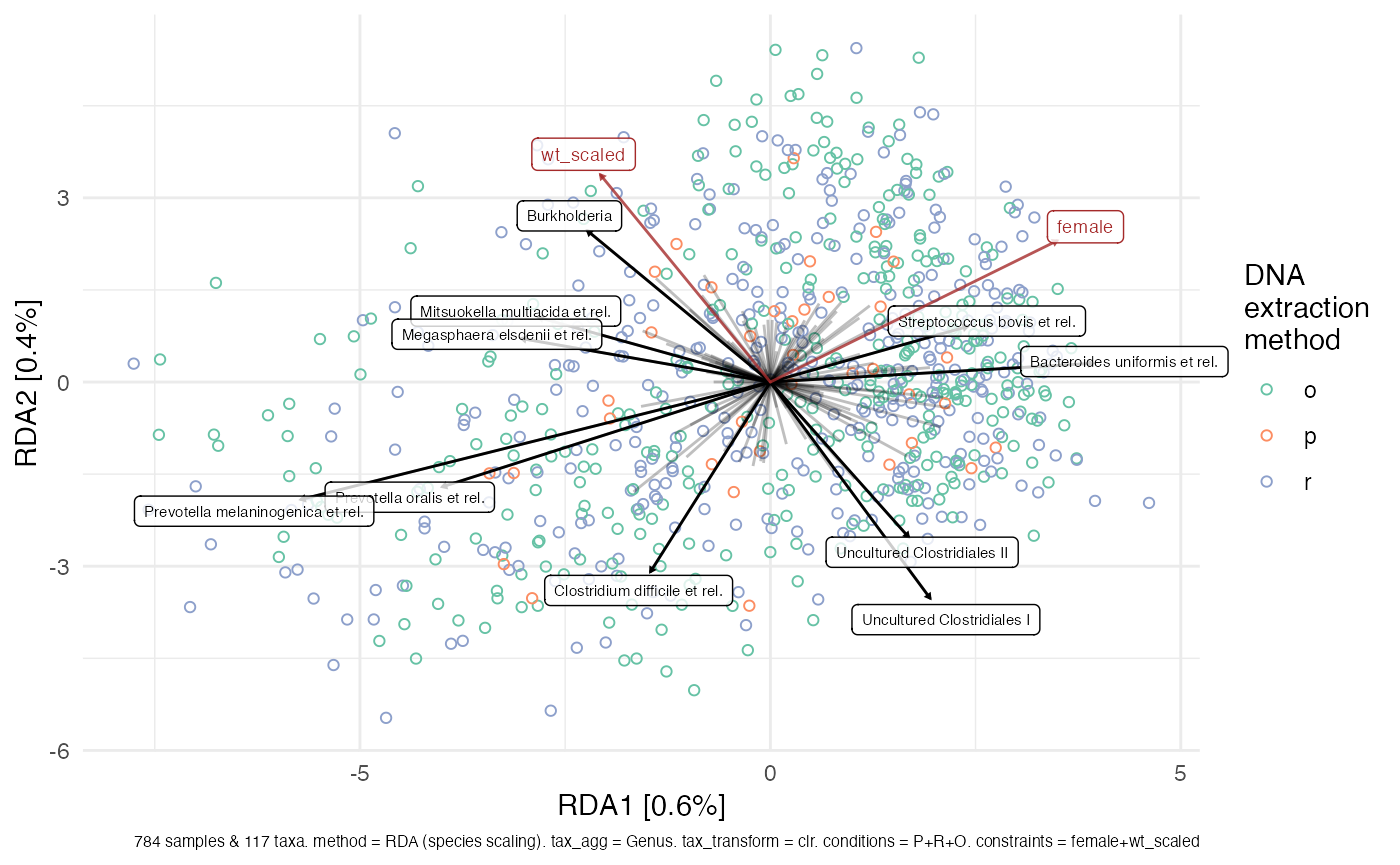 wt_scaled
Burkholderia
female
Mitsuokella multiacida et rel.
Megasphaera elsdenii et rel.
Streptococcus bovis et rel.
Bacteroides uniformis et rel.
Prevotella oralis et rel.
Prevotella melaninogenica et rel.
Uncultured Clostridiales II
Clostridium difficile et rel.
Uncultured Clostridiales I
3
0
-3
-6
RDA2 [0.4%]
-5
0
5
RDA1 [0.6%]
DNA
extraction
method
o
p
r
784 samples & 117 taxa. method = RDA (species scaling). tax_agg = Genus. tax_transform = clr. conditions = P+R+O. constraints = female+wt_scaled